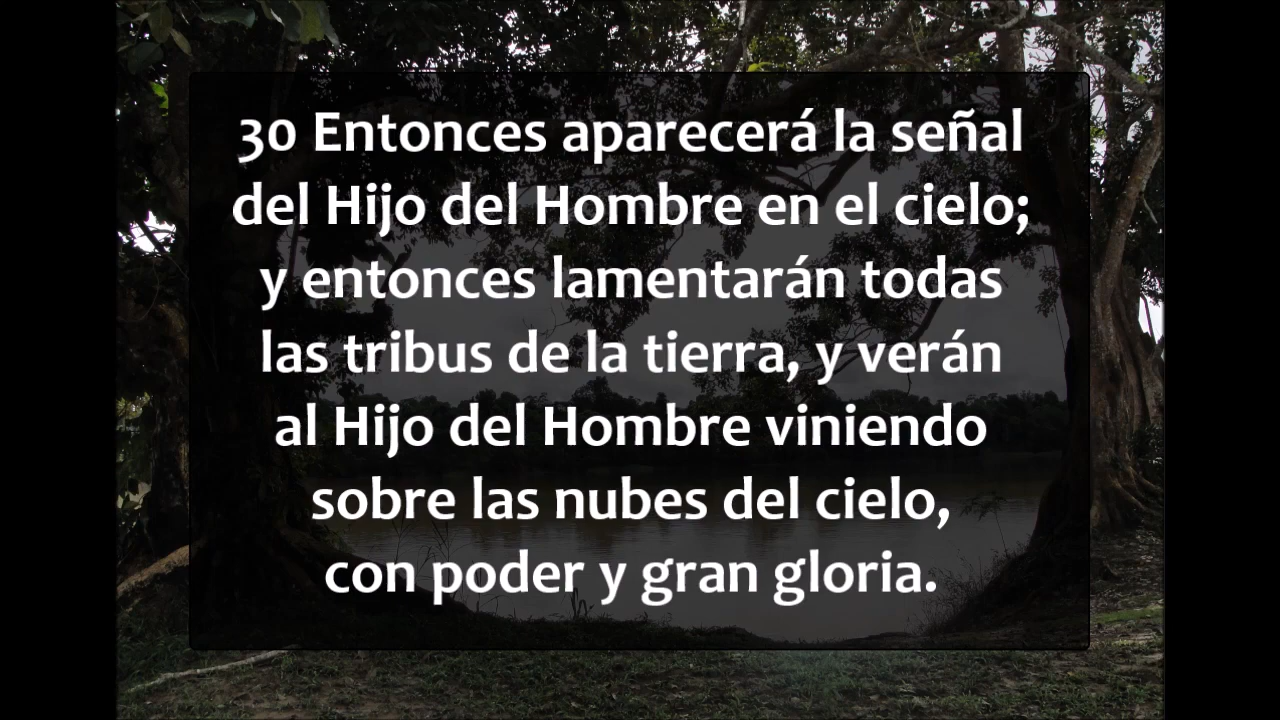 30 Entonces aparecerá la señal
del Hijo del Hombre en el cielo;
y entonces lamentarán todas
las tribus de la tierra, y verán
al Hijo del Hombre viniendo
sobre las nubes del cielo,
con poder y gran gloria.